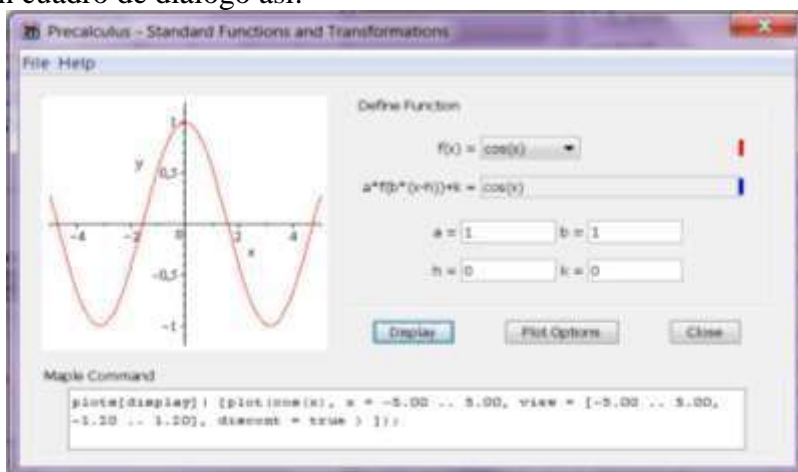 n cuadro de diálogo así:
Precalculus - Standard Functions and Transformations
File Help
Define Function
f(x) = cos(x)
a*f(b*(x-h))+k = cos(x)
a = 1 b = 1
h = 0 k = 0
1
y
0,5
-4 -2 0 2 4
x
-0,5
-1
Display Plot Options Close
Maple Command
plots[display]( [plot(cos(x), x = -5.00 .. 5.00, view = [-5.00 .. 5.00,
-1.20 .. 1.20], discont = true ) ]);